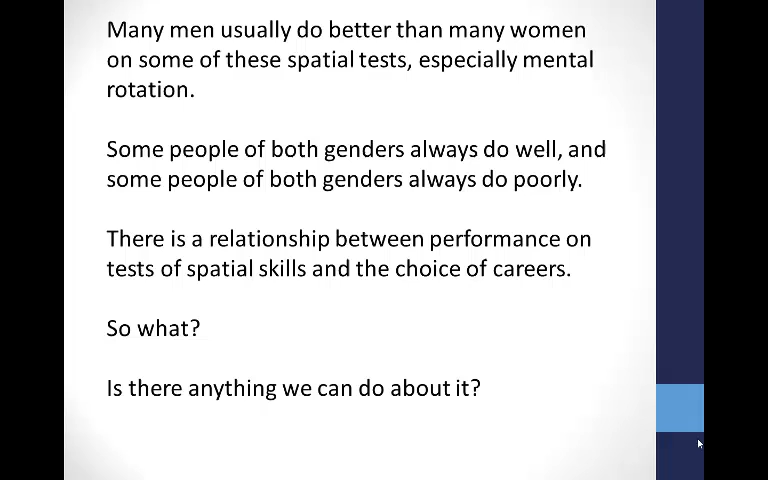 Many men usually do better than many women
on some of these spatial tests, especially mental
rotation.
Some people of both genders always do well, and
some people of both genders always do poorly.
There is a relationship between performance on
tests of spatial skills and the choice of careers.
So what?
Is there anything we can do about it?